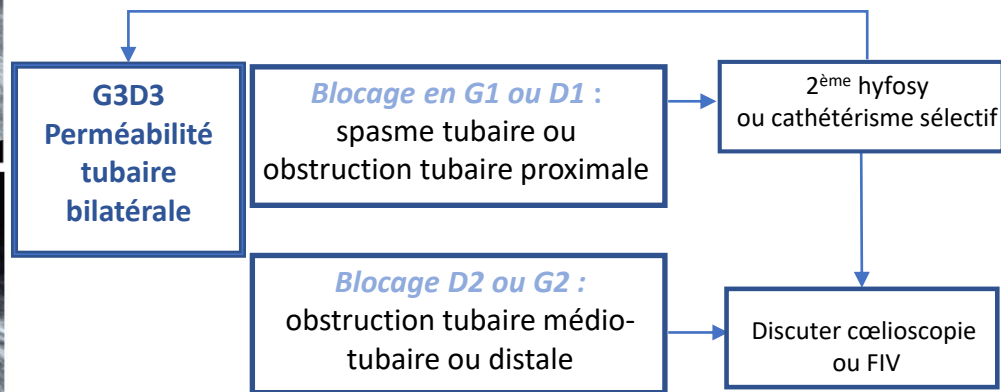 G3D3
Perméabilité
tubaire
bilatérale
Blocage en G1 ou D1 :
spasme tubaire ou
obstruction tubaire proximale
2ème hyfosy
ou cathétérisme sélectif
Blocage D2 ou G2 :
obstruction tubaire médio-
tubaire ou distale
Discuter cœlioscopie
ou FIV